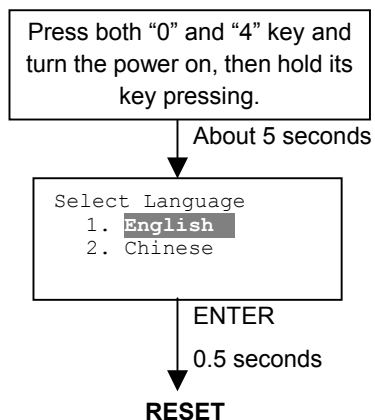 Press both “0” and “4” key and
turn the power on, then hold its
key pressing.
About 5 seconds
Select Language
1. English
2. Chinese
ENTER
0.5 seconds
RESET